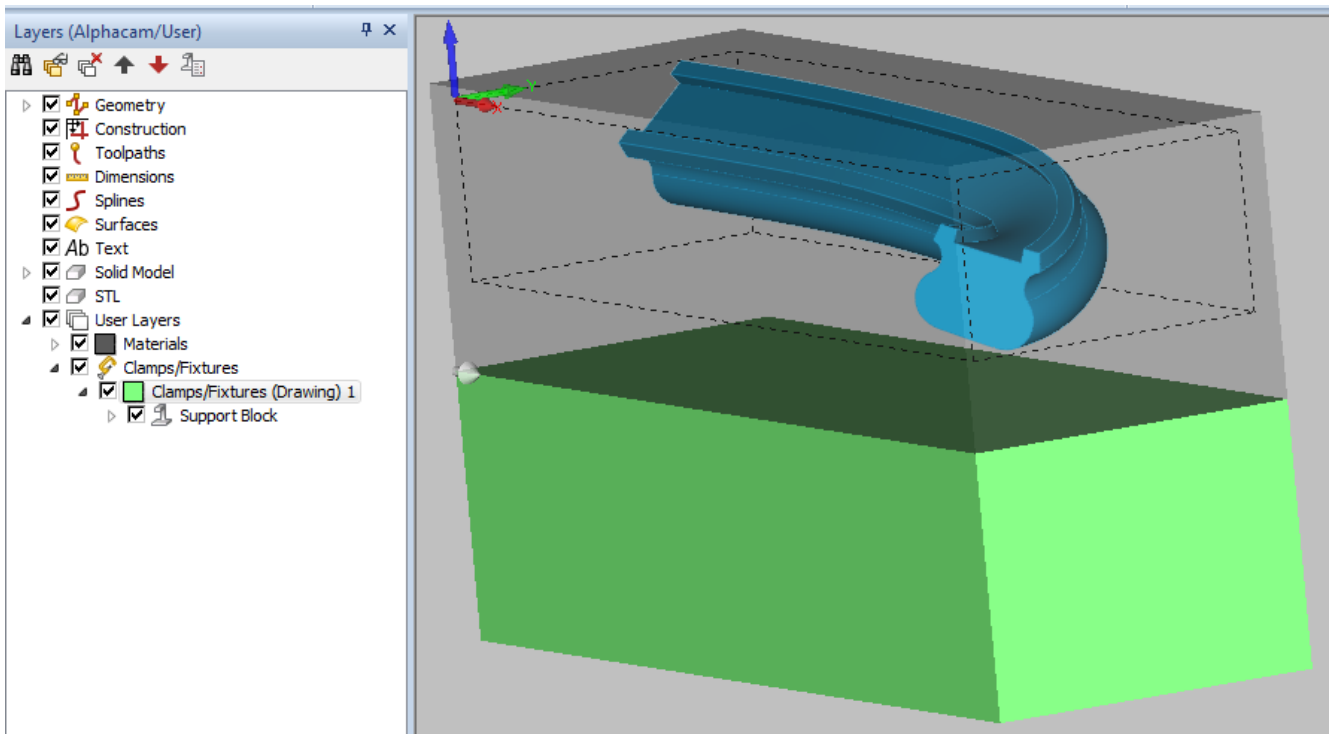 Layers (Alphacam/User)
Geometry
Construction
Toolpaths
Dimensions
Splines
Surfaces
Ab Text
Solid Model
STL
User Layers
Materials
Clamps/Fixtures
Clamps/Fixtures (Drawing) 1
Support Block
Y
X